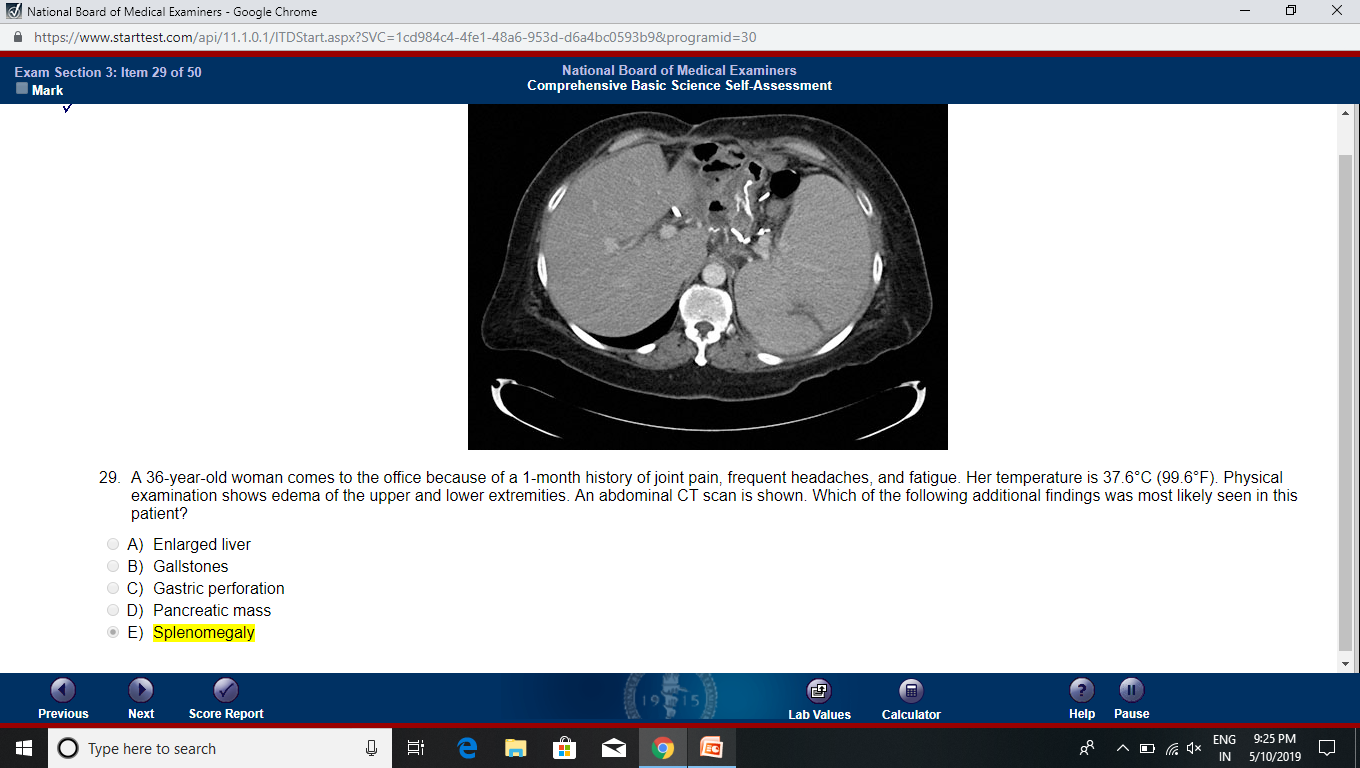 National Board of Medical Examiners - Google Chrome
https://www.starttest.com/api/11.1.0.1/ITDStart.aspx?SVC=1cd984c4-4fe1-48a6-953d-d6a4bc0593b9&programid=30
Exam Section 3: Item 29 of 50
Mark
National Board of Medical Examiners
Comprehensive Basic Science Self-Assessment
29. A 36-year-old woman comes to the office because of a 1-month history of joint pain, frequent headaches, and fatigue. Her temperature is 37.6°C (99.6°F). Physical
examination shows edema of the upper and lower extremities. An abdominal CT scan is shown. Which of the following additional findings was most likely seen in this
patient?
A) Enlarged liver
B) Gallstones
C) Gastric perforation
D) Pancreatic mass
E) Splenomegaly
Previous
Next
Score Report
19 15
Lab Values
Calculator
Help
Pause
Type here to search
ENG
IN
9:25 PM
5/10/2019